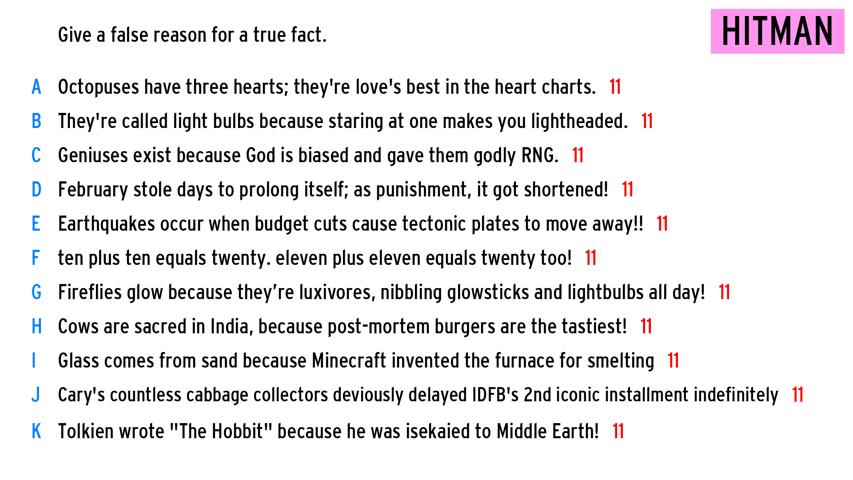 Give a false reason for a true fact.
HITMAN
A Octopuses have three hearts; they're love's best in the heart charts. 11
B They're called light bulbs because staring at one makes you lightheaded. 11
C Geniuses exist because God is biased and gave them godly RNG. 11
D February stole days to prolong itself; as punishment, it got shortened! 11
E Earthquakes occur when budget cuts cause tectonic plates to move away!! 11
F ten plus ten equals twenty. eleven plus eleven equals twenty too! 11
G Fireflies glow because they’re luxivores, nibbling glowsticks and lightbulbs all day! 11
H Cows are sacred in India, because post-mortem burgers are the tastiest! 11
I Glass comes from sand because Minecraft invented the furnace for smelting 11
J Cary's countless cabbage collectors deviously delayed IDFB's 2nd iconic installment indefinitely 11
K Tolkien wrote "The Hobbit" because he was isekaied to Middle Earth! 11